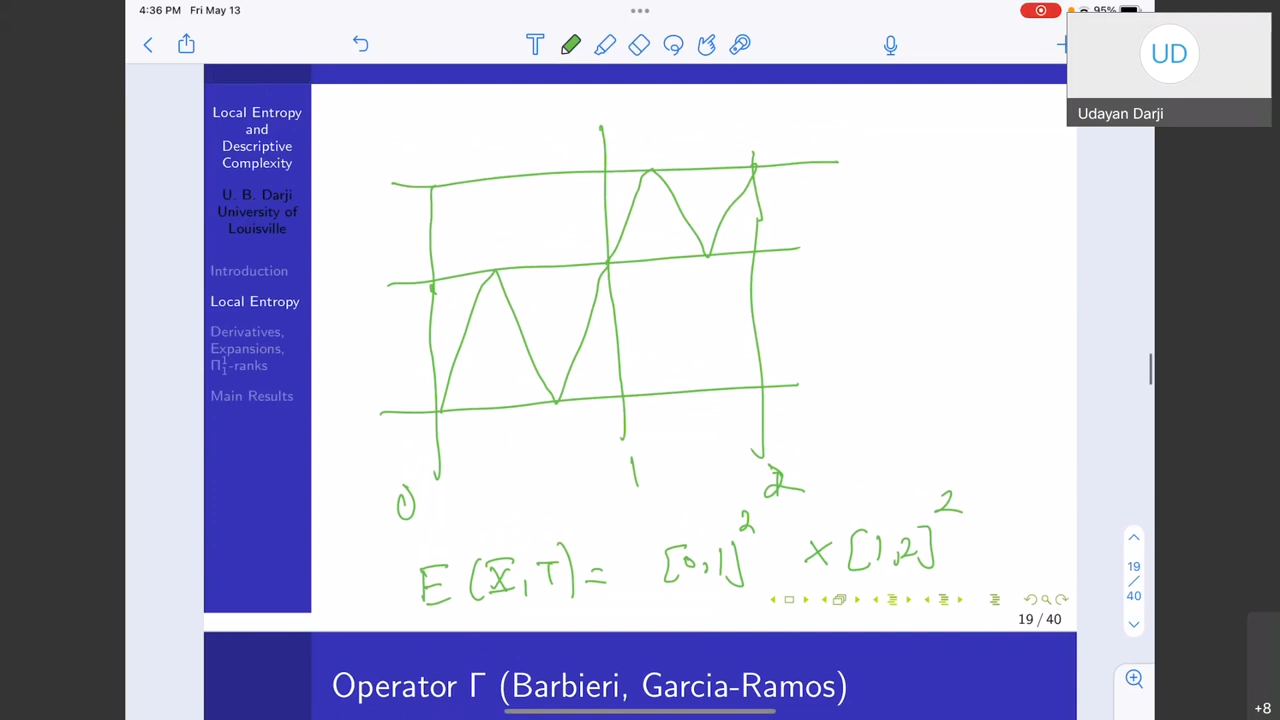 4:36 PM Fri May 13
95%
UD
Udayan Darji
Local Entropy
and
Descriptive
Complexity
U. B. Darji
University of
Louisville
Introduction
Local Entropy
Derivatives,
Expansions,
Π¹₁-ranks
Main Results
0
1
2
E (X, T) = [0,1]² × [1,2]²
19 / 40
19
/
40
Operator Γ (Barbieri, Garcia-Ramos)
+8